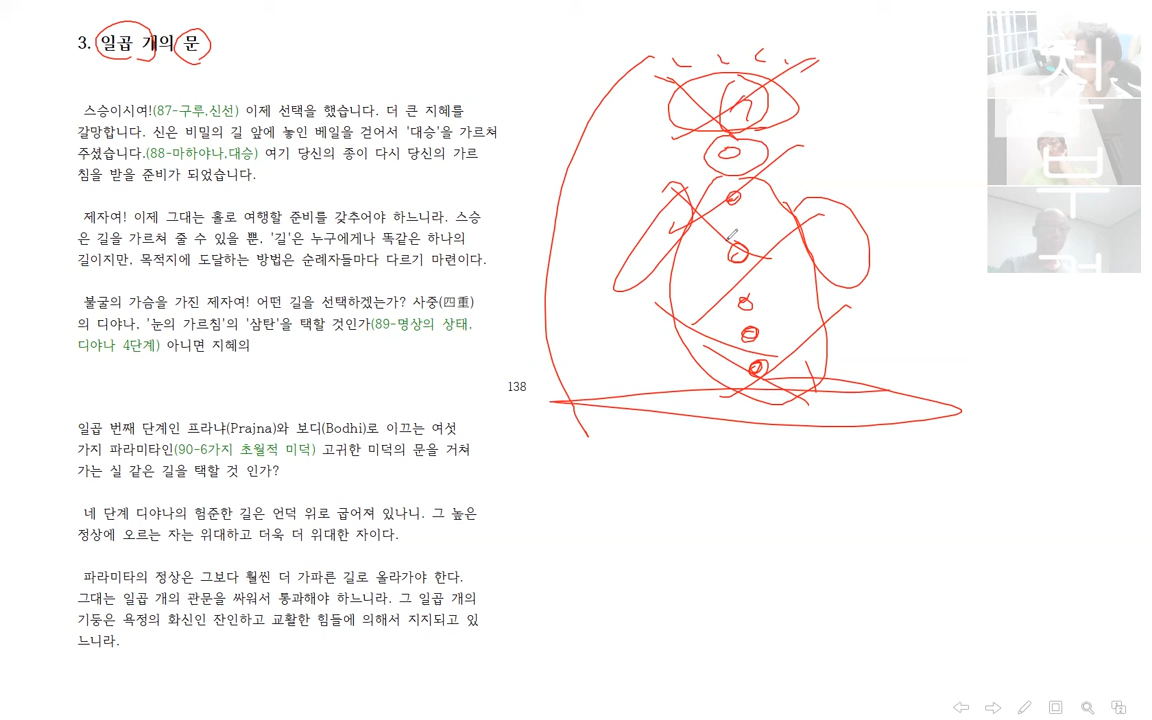 3. 일곱 개의 문
스승이시여!(87-구루,신선) 이제 선택을 했습니다. 더 큰 지혜를
갈망합니다. 신은 비밀의 길 앞에 놓인 베일을 걷어서 '대승'을 가르쳐
주셨습니다.(88-마하야나,대승) 여기 당신의 종이 다시 당신의 가르
침을 받을 준비가 되었습니다.
제자여! 이제 그대는 홀로 여행할 준비를 갖추어야 하느니라. 스승
은 길을 가르쳐 줄 수 있을 뿐, '길'은 누구에게나 똑같은 하나의
길이지만, 목적지에 도달하는 방법은 순례자들마다 다르기 마련이다.
불굴의 가슴을 가진 제자여! 어떤 길을 선택하겠는가? 사중(四重)
의 디야나, '눈의 가르침'의 '삼탄'을 택할 것인가(89-명상의 상태,
디야나 4단계) 아니면 지혜의
138
일곱 번째 단계인 프라냐(Prajna)와 보디(Bodhi)로 이끄는 여섯
가지 파라미타인(90-6가지 초월적 미덕) 고귀한 미덕의 문을 거쳐
가는 실 같은 길을 택할 것 인가?
네 단계 디야나의 험준한 길은 언덕 위로 굽어져 있나니. 그 높은
정상에 오르는 자는 위대하고 더욱 더 위대한 자이다.
파라미타의 정상은 그보다 훨씬 더 가파른 길로 올라가야 한다.
그대는 일곱 개의 관문을 싸워서 통과해야 하느니라. 그 일곱 개의
기둥은 욕정의 화신인 잔인하고 교활한 힘들에 의해서 지지되고 있
느니라.